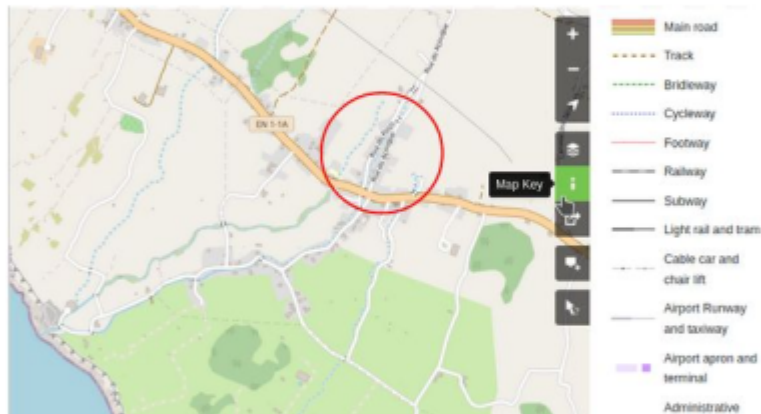 Main road
Track
Bridleway
EN 1-1A
Cycleway
Footway
Map Key
Railway
Subway
Light rail and tram
Cable car and
chair lift
Airport Runway
and taxiway
Airport apron and
terminal
Administrative